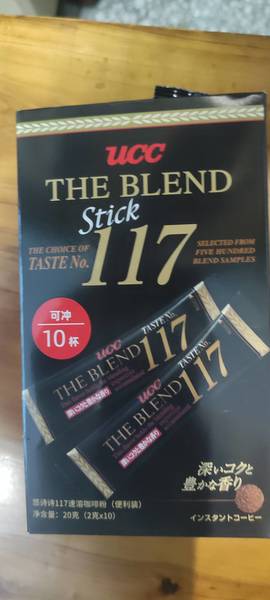 UCC
THE BLEND
Stick
THE CHOICE OF
TASTE No.
117
SELECTED FROM
FIVE HUNDRED
BLEND SAMPLES
可冲
10杯
UCC
THE BLEND
TASTE No.
117
UCC
THE BLEND
TASTE No.
117
深いコクと
豊かな香り
インスタントコーヒー
悠诗诗117速溶咖啡粉（便利装）
净含量：20克（2克x10）